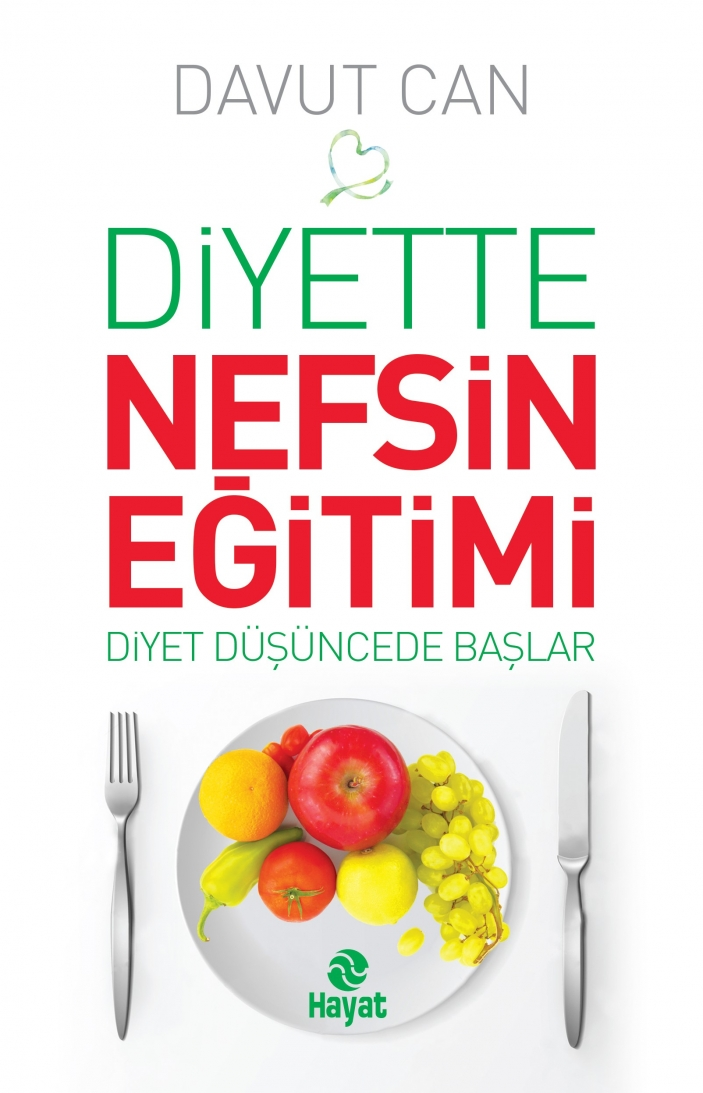 DAVUT CAN
DİYETTE
NEFSİN
EĞİTİMİ
DİYET DÜŞÜNCEDE BAŞLAR
Hayat